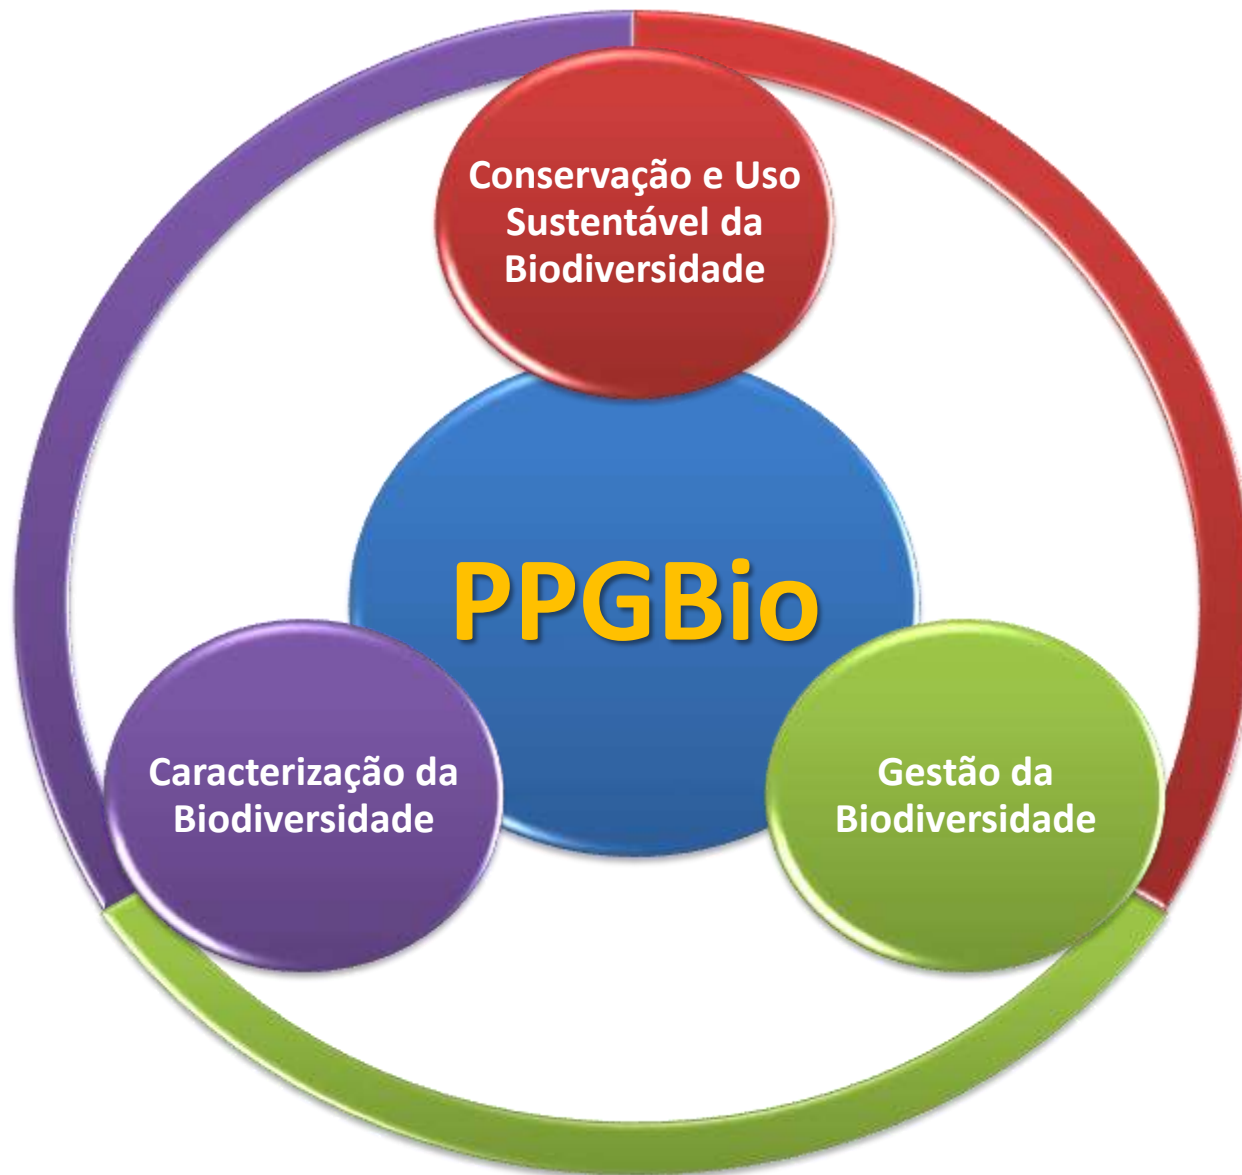 Conservação e Uso
Sustentável da
Biodiversidade
PPGBio
Caracterização da
Biodiversidade
Gestão da
Biodiversidade